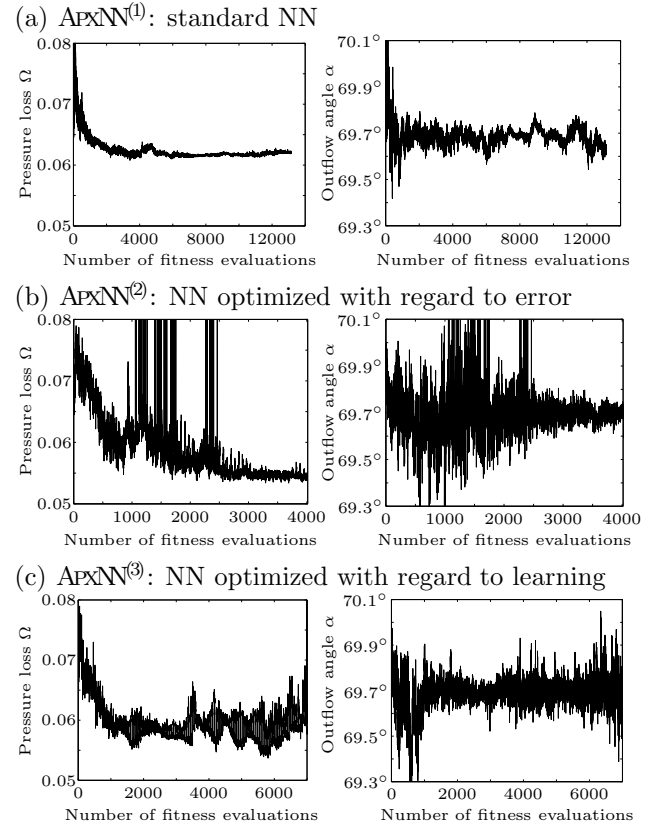 (a) APXNN(1): standard NN
0.08
0.07
0.06
0.05
Pressure loss Ω
0 4000 8000 12000
Number of fitness evaluations
70.1°
69.9°
69.7°
69.5°
69.3°
Outflow angle α
0 4000 8000 12000
Number of fitness evaluations
(b) APXNN(2): NN optimized with regard to error
0.08
0.07
0.06
0.05
Pressure loss Ω
0 1000 2000 3000 4000
Number of fitness evaluations
70.1°
69.9°
69.7°
69.5°
69.3°
Outflow angle α
0 1000 2000 3000 4000
Number of fitness evaluations
(c) APXNN(3): NN optimized with regard to learning
0.08
0.07
0.06
0.05
Pressure loss Ω
0 2000 4000 6000
Number of fitness evaluations
70.1°
69.9°
69.7°
69.5°
69.3°
Outflow angle α
0 2000 4000 6000
Number of fitness evaluations